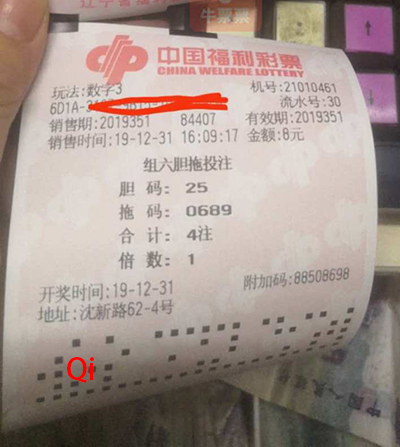 牛票票
中国福利彩票
CHINA WELFARE LOTTERY
玩法:数字3 机号:21010461
6D1A- 流水号:30
销售期:2019351 84407 有效期:2019351
销售时间:19-12-31 16:09:17 金额:8元
组六胆拖投注
胆 码: 25
拖 码: 0689
合 计: 4注
倍 数: 1
开奖时间:19-12-31 附加码:88508698
地址:沈新路62-4号
Qi